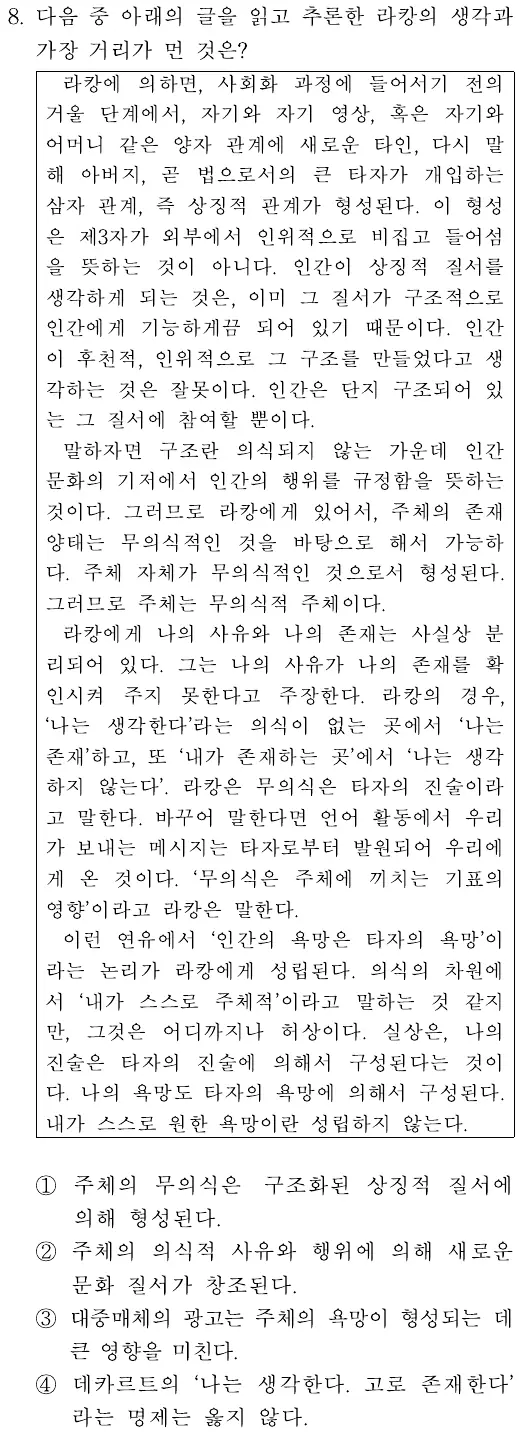 8. 다음 중 아래의 글을 읽고 추론한 라캉의 생각과
가장 거리가 먼 것은?
라캉에 의하면, 사회화 과정에 들어서기 전의
거울 단계에서, 자기와 자기 영상, 혹은 자기와
어머니 같은 양자 관계에 새로운 타인, 다시 말
해 아버지, 곧 법으로서의 큰 타자가 개입하는
삼자 관계, 즉 상징적 관계가 형성된다. 이 형성
은 제3자가 외부에서 인위적으로 비집고 들어섬
을 뜻하는 것이 아니다. 인간이 상징적 질서를
생각하게 되는 것은, 이미 그 질서가 구조적으로
인간에게 기능하게끔 되어 있기 때문이다. 인간
이 후천적, 인위적으로 그 구조를 만들었다고 생
각하는 것은 잘못이다. 인간은 단지 구조되어 있
는 그 질서에 참여할 뿐이다.
말하자면 구조란 의식되지 않는 가운데 인간
문화의 기저에서 인간의 행위를 규정함을 뜻하는
것이다. 그러므로 라캉에게 있어서, 주체의 존재
양태는 무의식적인 것을 바탕으로 해서 가능하
다. 주체 자체가 무의식적인 것으로서 형성된다.
그러므로 주체는 무의식적 주체이다.
라캉에게 나의 사유와 나의 존재는 사실상 분
리되어 있다. 그는 나의 사유가 나의 존재를 확
인시켜 주지 못한다고 주장한다. 라캉의 경우,
‘나는 생각한다’라는 의식이 없는 곳에서 ‘나는
존재’하고, 또 ‘내가 존재하는 곳’에서 ‘나는 생각
하지 않는다’. 라캉은 무의식은 타자의 진술이라
고 말한다. 바꾸어 말한다면 언어 활동에서 우리
가 보내는 메시지는 타자로부터 발원되어 우리에
게 온 것이다. ‘무의식은 주체에 끼치는 기표의
영향’이라고 라캉은 말한다.
이런 연유에서 ‘인간의 욕망은 타자의 욕망’이
라는 논리가 라캉에게 성립된다. 의식의 차원에
서 ‘내가 스스로 주체적’이라고 말하는 것 같지
만, 그것은 어디까지나 허상이다. 실상은, 나의
진술은 타자의 진술에 의해서 구성된다는 것이
다. 나의 욕망도 타자의 욕망에 의해서 구성된다.
내가 스스로 원한 욕망이란 성립하지 않는다.
① 주체의 무의식은 구조화된 상징적 질서에
의해 형성된다.
② 주체의 의식적 사유와 행위에 의해 새로운
문화 질서가 창조된다.
③ 대중매체의 광고는 주체의 욕망이 형성되는 데
큰 영향을 미친다.
④ 데카르트의 ‘나는 생각한다. 고로 존재한다’
라는 명제는 옳지 않다.